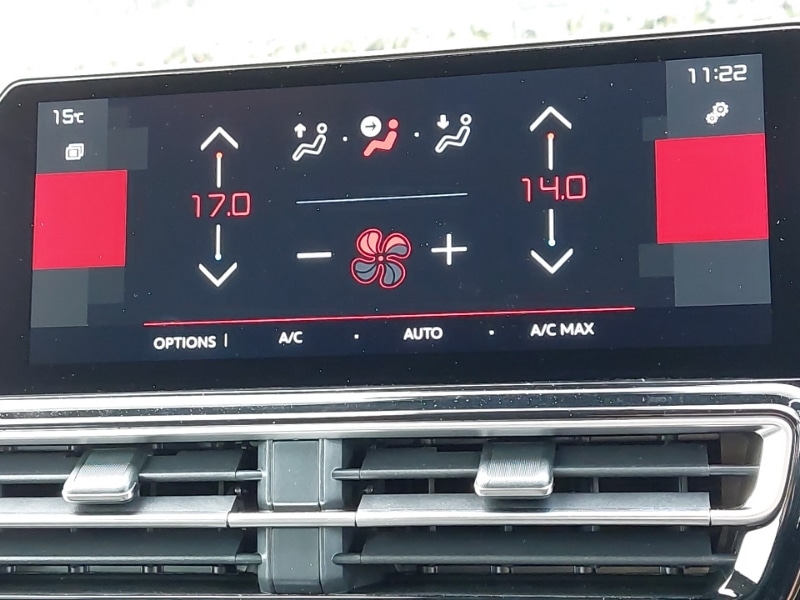 15°C
11:22
17.0
14.0
OPTIONS | A/C · AUTO · A/C MAX